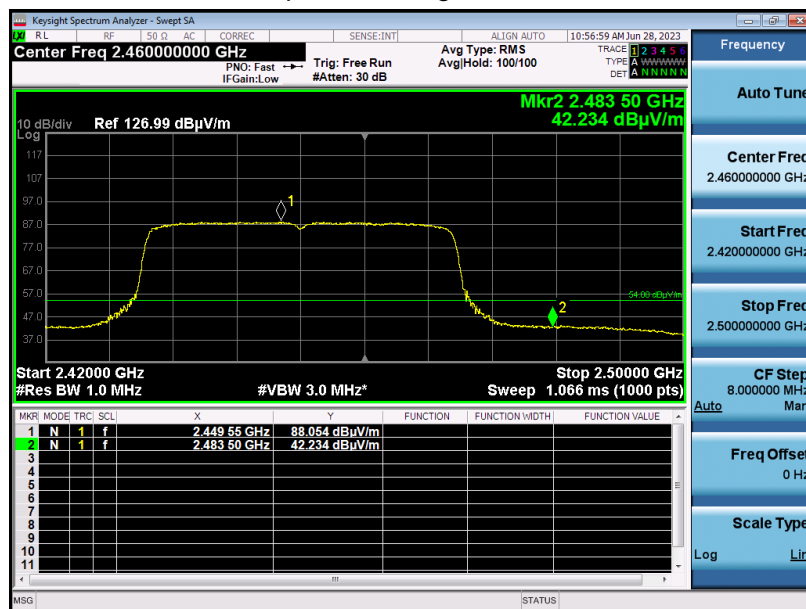 Keysight Spectrum Analyzer - Swept SA
LXI RL RF 50 Ω AC CORREC SENSE:INT ALIGN AUTO 10:56:59 AM Jun 28, 2023
Center Freq 2.460000000 GHz
PNO: Fast
IFGain:Low
Trig: Free Run
#Atten: 30 dB
Avg Type: RMS
Avg|Hold: 100/100
TRACE 1 2 3 4 5 6
TYPE A WWWWW
DET A N N N N N
Mkr2 2.483 50 GHz
42.234 dBµV/m
10 dB/div Ref 126.99 dBµV/m
Log
117
107
97.0
87.0
77.0
67.0
57.0
47.0
37.0
1
2
54.00 dBµV/m
Start 2.42000 GHz Stop 2.50000 GHz
#Res BW 1.0 MHz #VBW 3.0 MHz* Sweep 1.066 ms (1000 pts)
MKR MODE TRC SCL X Y FUNCTION FUNCTION WIDTH FUNCTION VALUE
1 N 1 f 2.449 55 GHz 88.054 dBµV/m
2 N 1 f 2.483 50 GHz 42.234 dBµV/m
3
4
5
6
7
8
9
10
11
MSG STATUS
Frequency
Auto Tune
Center Freq
2.460000000 GHz
Start Freq
2.420000000 GHz
Stop Freq
2.500000000 GHz
CF Step
8.000000 MHz
Auto Man
Freq Offset
0 Hz
Scale Type
Log Lin